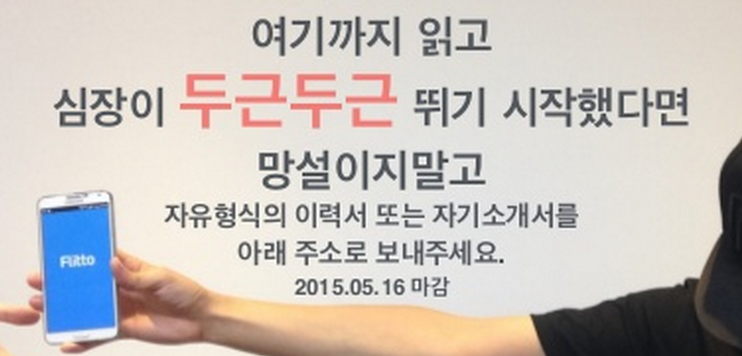 여기까지 읽고
심장이 두근두근 뛰기 시작했다면
망설이지말고
자유형식의 이력서 또는 자기소개서를
아래 주소로 보내주세요.
2015.05.16 마감
Flitto